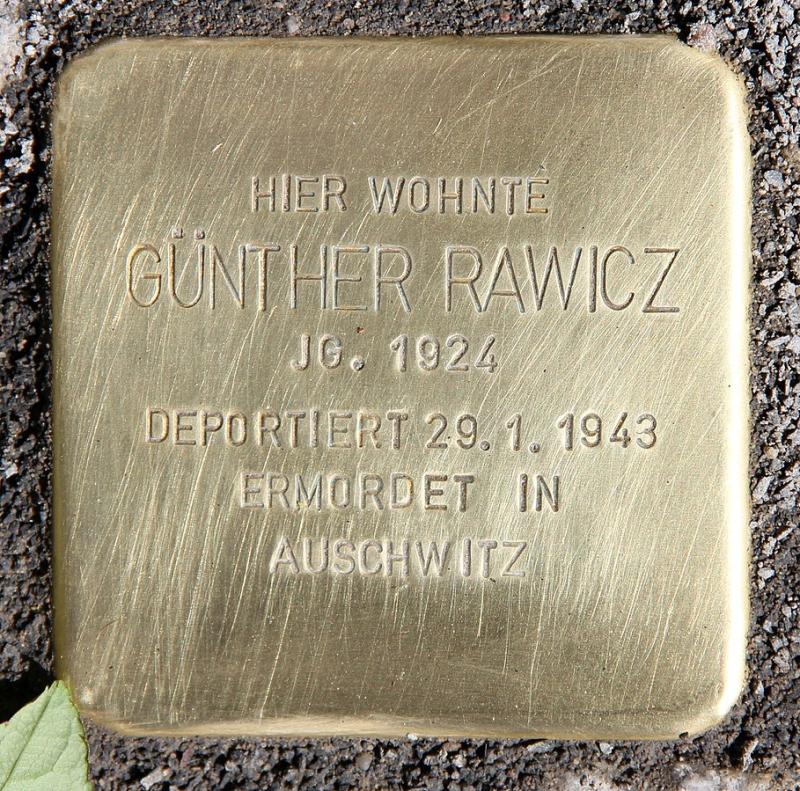 HIER WOHNTE
GÜNTHER RAWICZ
JG. 1924
DEPORTIERT 29.1.1943
ERMORDET IN
AUSCHWITZ